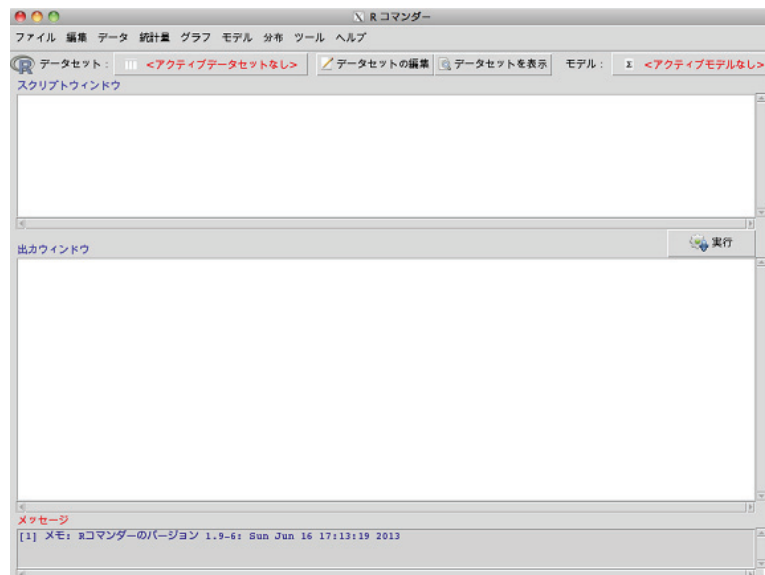 X Rコマンダー
ファイル 編集 データ 統計量 グラフ モデル 分布 ツール ヘルプ
R データセット: <アクティブデータセットなし> データセットの編集 データセットを表示 モデル: Σ <アクティブモデルなし>
スクリプトウィンドウ
実行
出力ウィンドウ
メッセージ
[1] メモ: Rコマンダーのバージョン 1.9-6: Sun Jun 16 17:13:19 2013